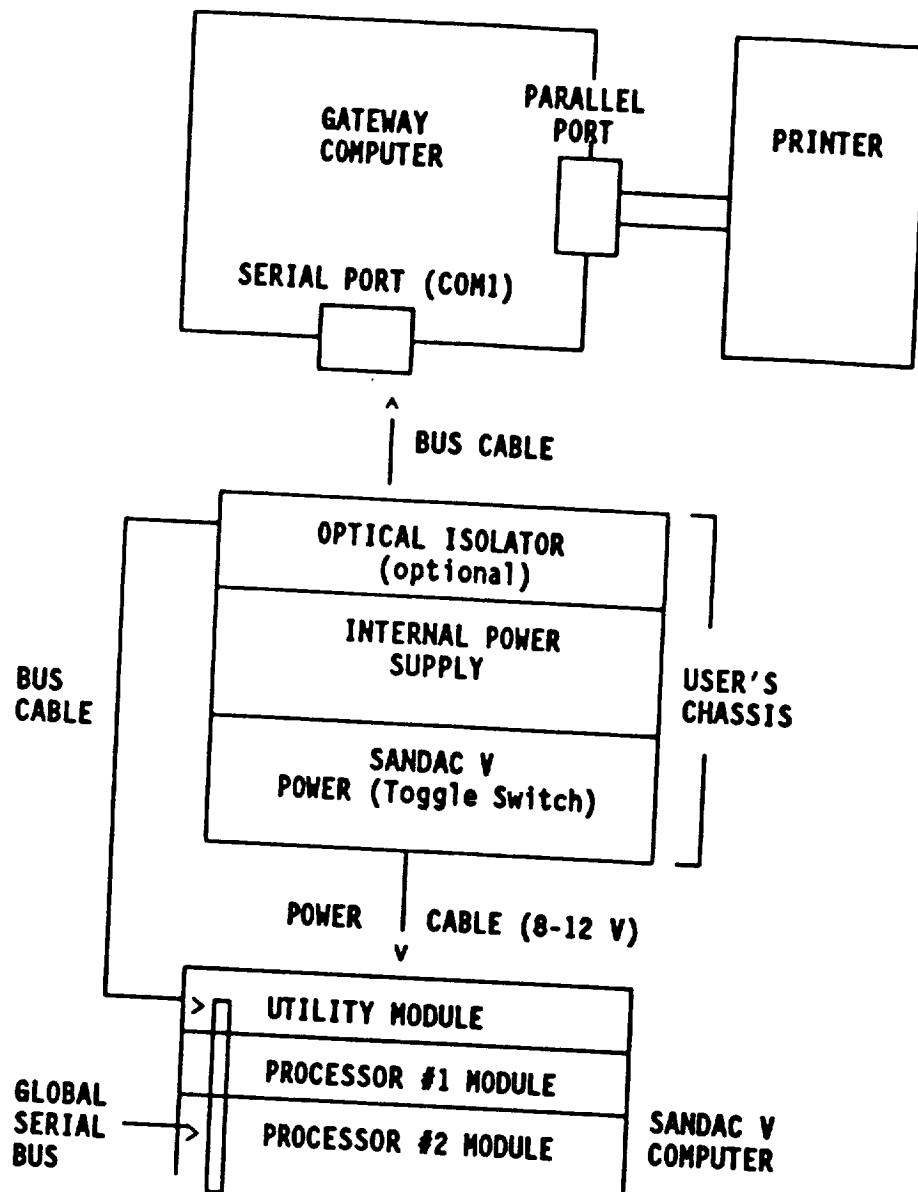 GATEWAY
COMPUTER
PARALLEL
PORT
PRINTER
SERIAL PORT (COM1)
BUS CABLE
OPTICAL ISOLATOR
(optional)
INTERNAL POWER
SUPPLY
BUS
CABLE
USER'S
CHASSIS
SANDAC V
POWER (Toggle Switch)
POWER CABLE (8-12 V)
UTILITY MODULE
PROCESSOR #1 MODULE
GLOBAL
SERIAL
BUS
PROCESSOR #2 MODULE
SANDAC V
COMPUTER